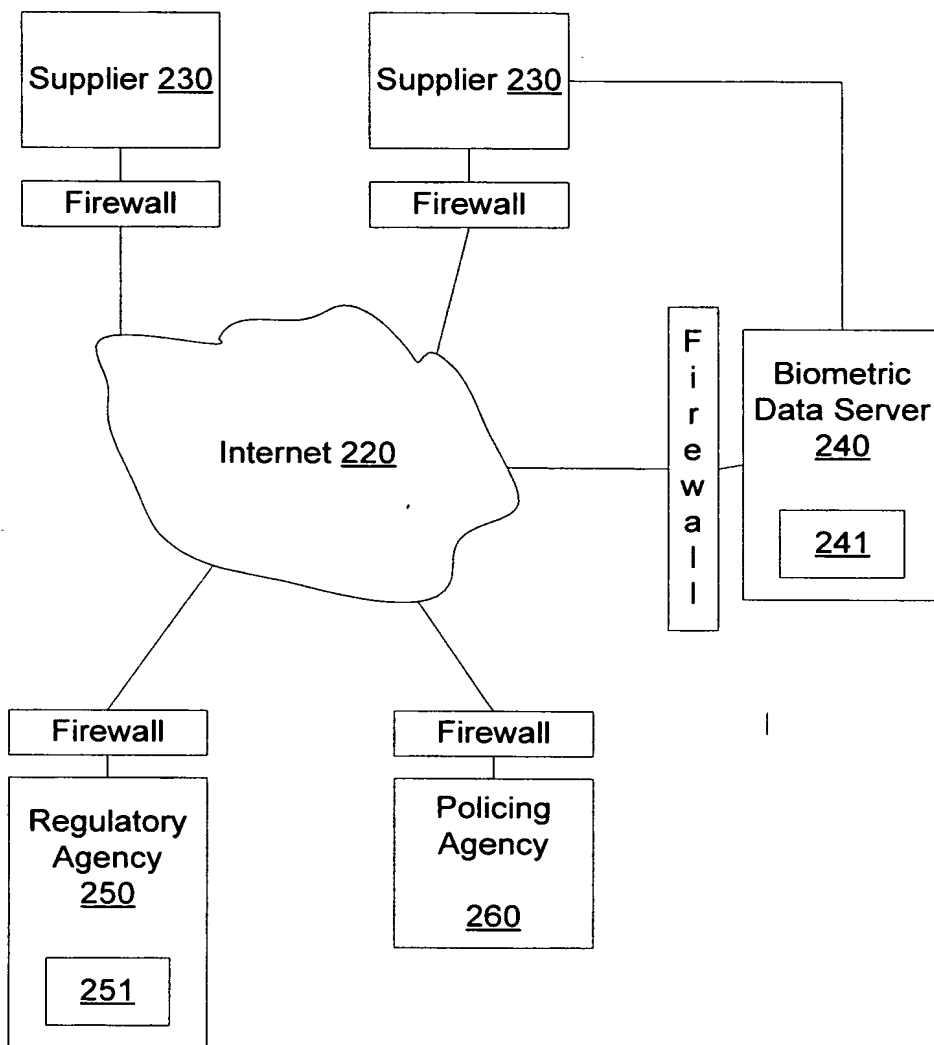 Supplier 230
Supplier 230
Firewall
Firewall
Firewall
Biometric
Data Server
240
241
Internet 220
Firewall
Firewall
Regulatory
Agency
250
251
Policing
Agency
260